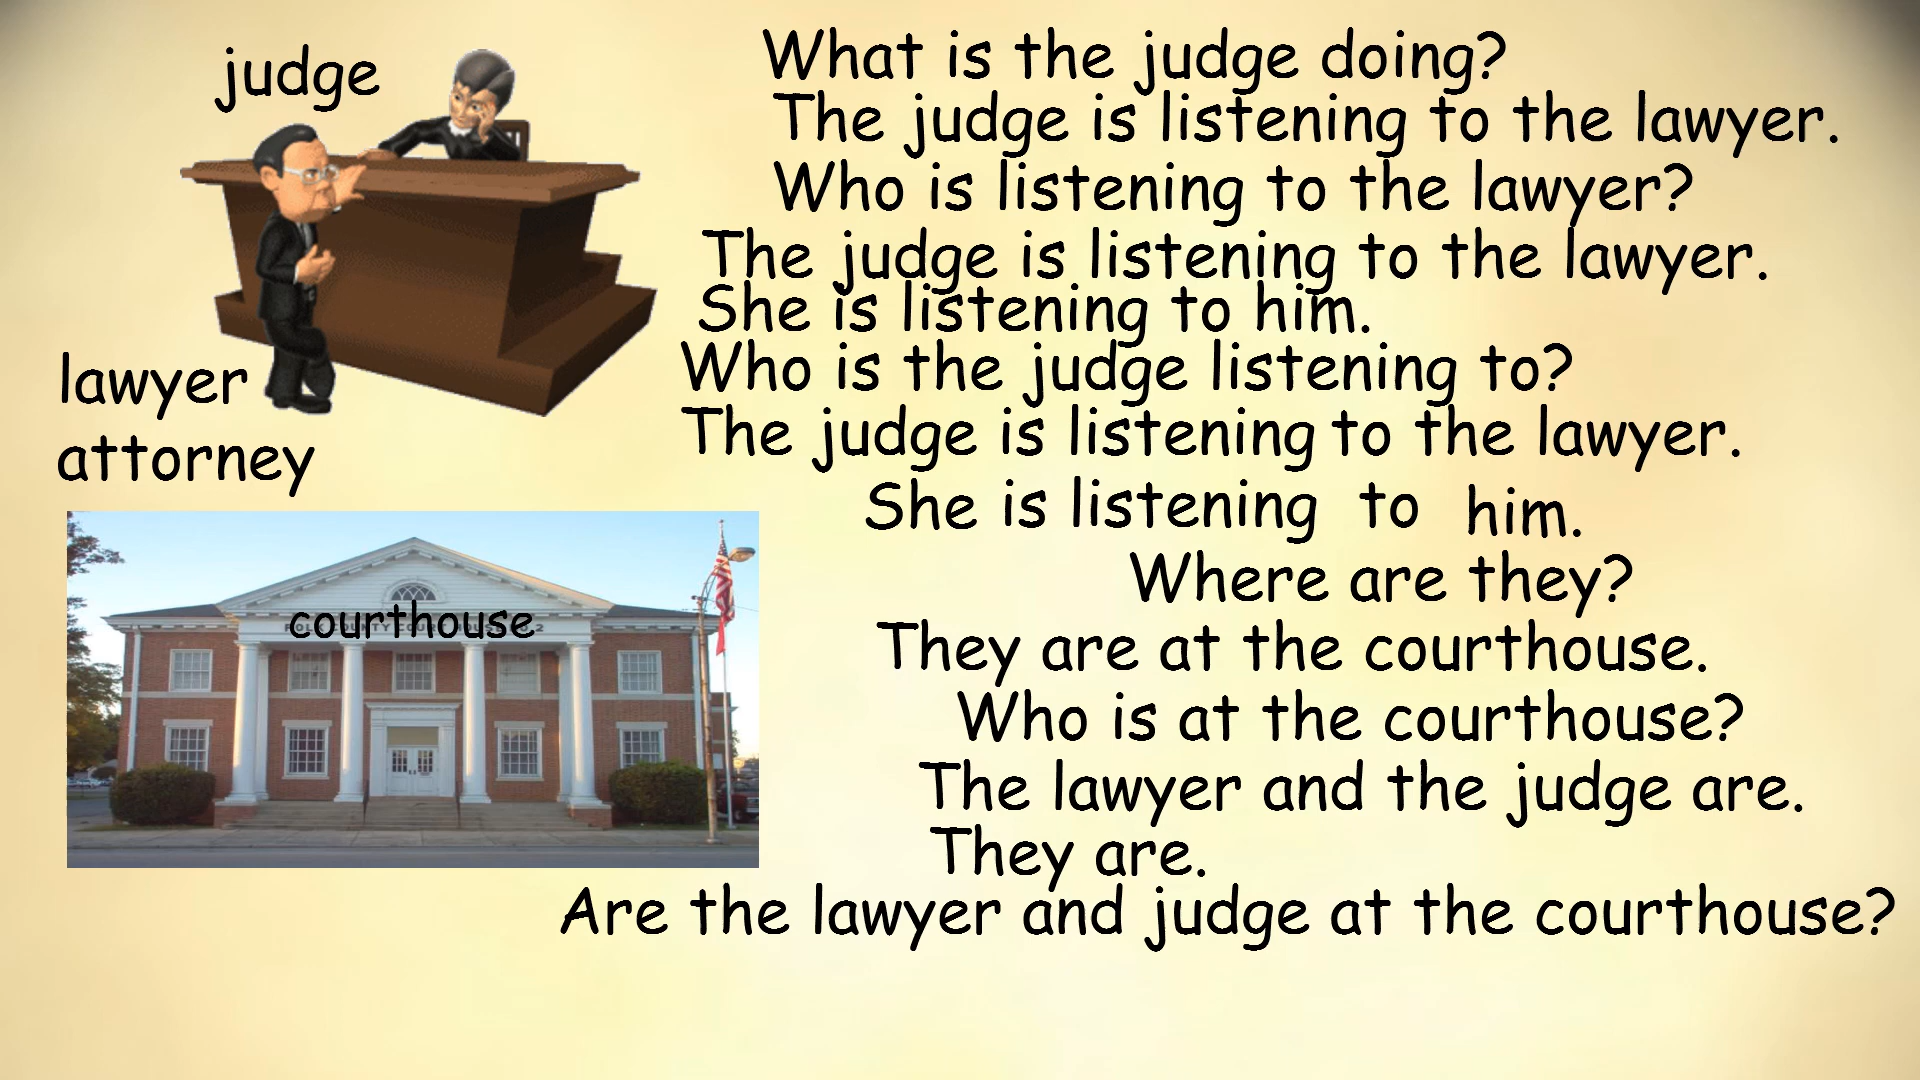 judge
lawyer
attorney
courthouse
What is the judge doing?
The judge is listening to the lawyer.
Who is listening to the lawyer?
The judge is listening to the lawyer.
She is listening to him.
Who is the judge listening to?
The judge is listening to the lawyer.
She is listening to him.
Where are they?
They are at the courthouse.
Who is at the courthouse?
The lawyer and the judge are.
They are.
Are the lawyer and judge at the courthouse?